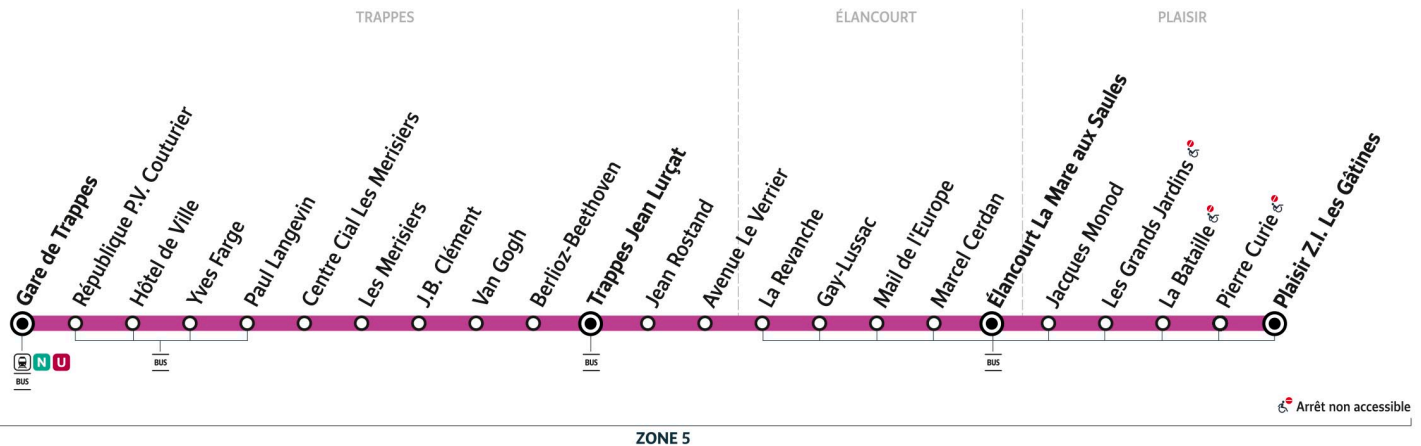 TRAPPES
ÉLANCOURT
PLAISIR
Gare de Trappes
République P.V. Couturier
Hôtel de Ville
Yves Farge
Paul Langevin
Centre Cial Les Merisiers
Les Merisiers
J.B. Clément
Van Gogh
Berlioz-Beethoven
Trappes Jean Lurçat
Jean Rostand
Avenue Le Verrier
La Revanche
Gay-Lussac
Mail de l'Europe
Marcel Cerdan
Élancourt La Mare aux Saules
Jacques Monod
Les Grands Jardins
La Bataille
Pierre Curie
Plaisir Z.I. Les Gâtines
N U
BUS
BUS
BUS
BUS
Arrêt non accessible
ZONE 5